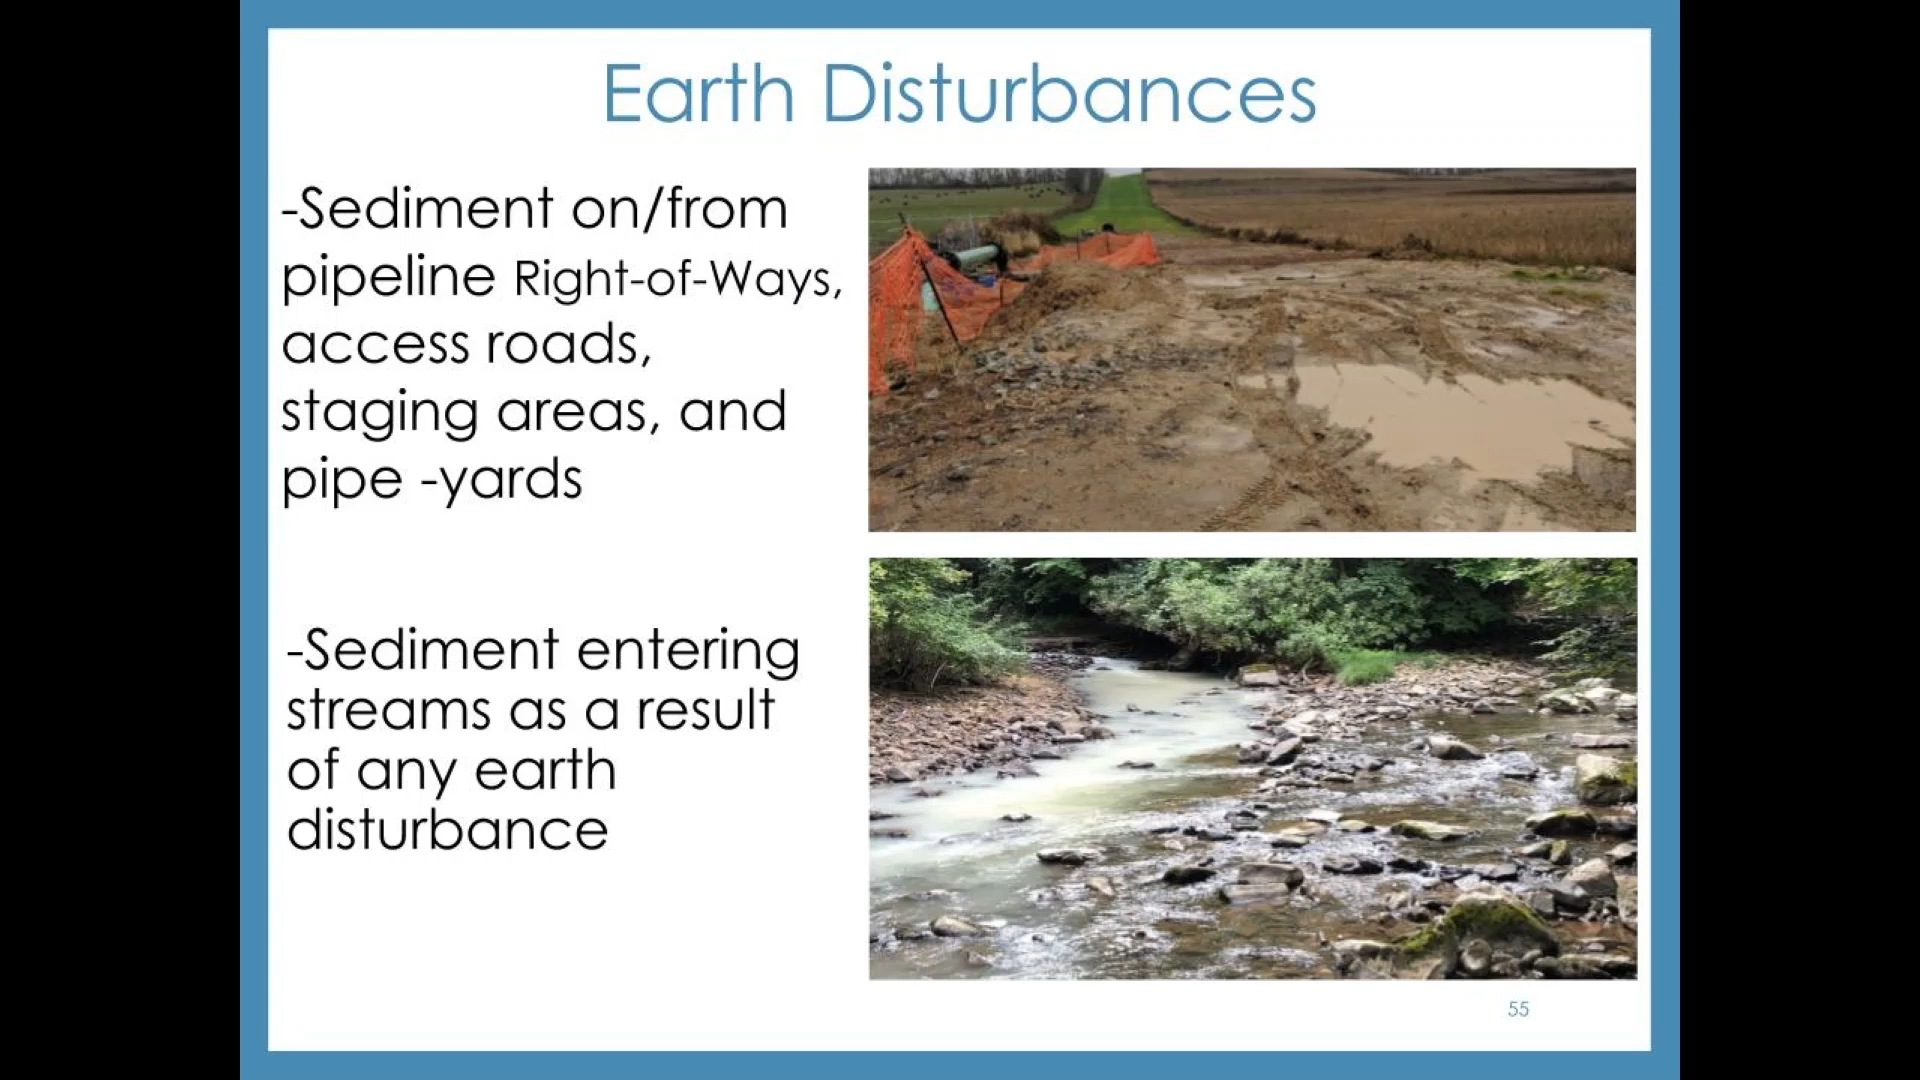 Earth Disturbances
-Sediment on/from
pipeline Right-of-Ways,
access roads,
staging areas, and
pipe -yards
-Sediment entering
streams as a result
of any earth
disturbance
55